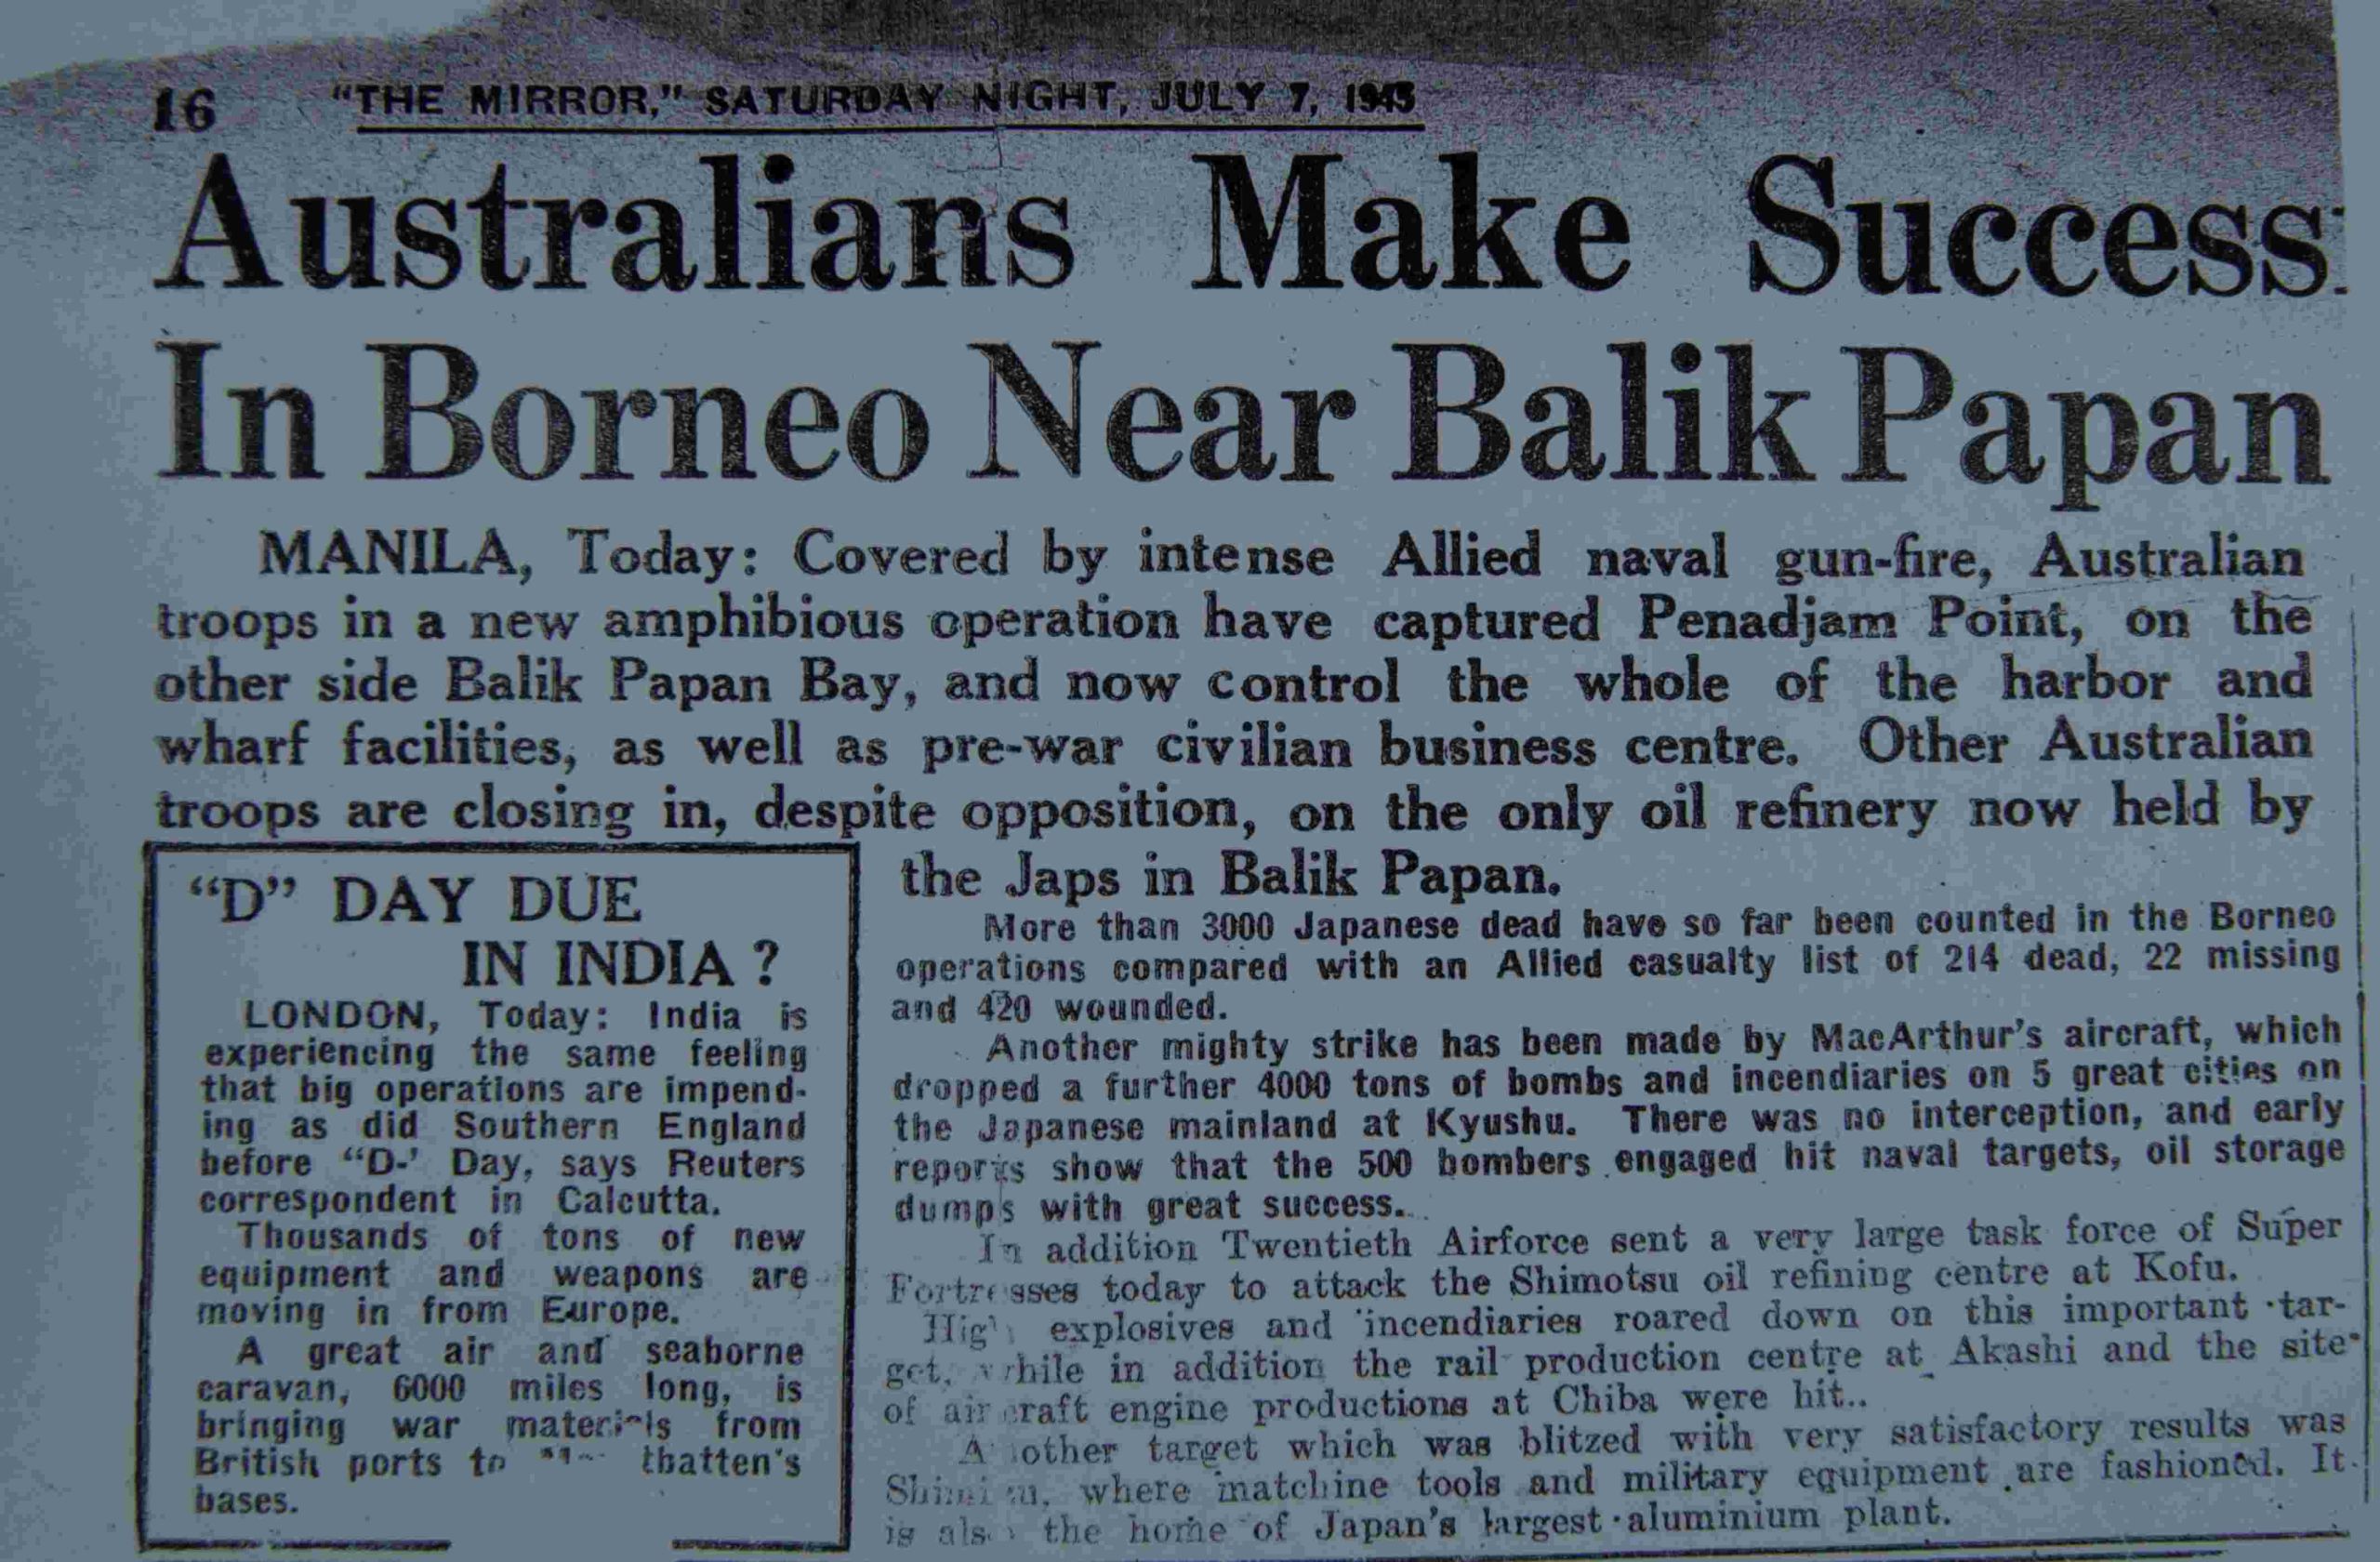 16 "THE MIRROR," SATURDAY NIGHT, JULY 7, 1945
Australians Make Success
In Borneo Near Balik Papan
MANILA, Today: Covered by intense Allied naval gun-fire, Australian
troops in a new amphibious operation have captured Penadjam Point, on the
other side Balik Papan Bay, and now control the whole of the harbor and
wharf facilities, as well as pre-war civilian business centre. Other Australian
troops are closing in, despite opposition, on the only oil refinery now held by
the Japs in Balik Papan.
More than 3000 Japanese dead have so far been counted in the Borneo
operations compared with an Allied casualty list of 214 dead, 22 missing
and 420 wounded.
Another mighty strike has been made by MacArthur's aircraft, which
dropped a further 4000 tons of bombs and incendiaries on 5 great cities on
the Japanese mainland at Kyushu. There was no interception, and early
reports show that the 500 bombers engaged hit naval targets, oil storage
dumps with great success.
In addition Twentieth Airforce sent a very large task force of Super
Fortresses today to attack the Shimotsu oil refining centre at Kofu.
High explosives and incendiaries roared down on this important tar-
get, while in addition the rail production centre at Akashi and the site
of aircraft engine productions at Chiba were hit..
Another target which was blitzed with very satisfactory results was
where matchine tools and military equipment are fashioned. It
is also the home of Japan's largest aluminium plant.
"D" DAY DUE
IN INDIA?
LONDON, Today: India is
experiencing the same feeling
that big operations are impend-
ing as did Southern England
before "D-' Day, says Reuters
correspondent in Calcutta.
Thousands of tons of new
equipment and weapons are
moving in from Europe.
A great air and seaborne
caravan, 6000 miles long, is
bringing war materials from
British ports to tbatten's
bases.